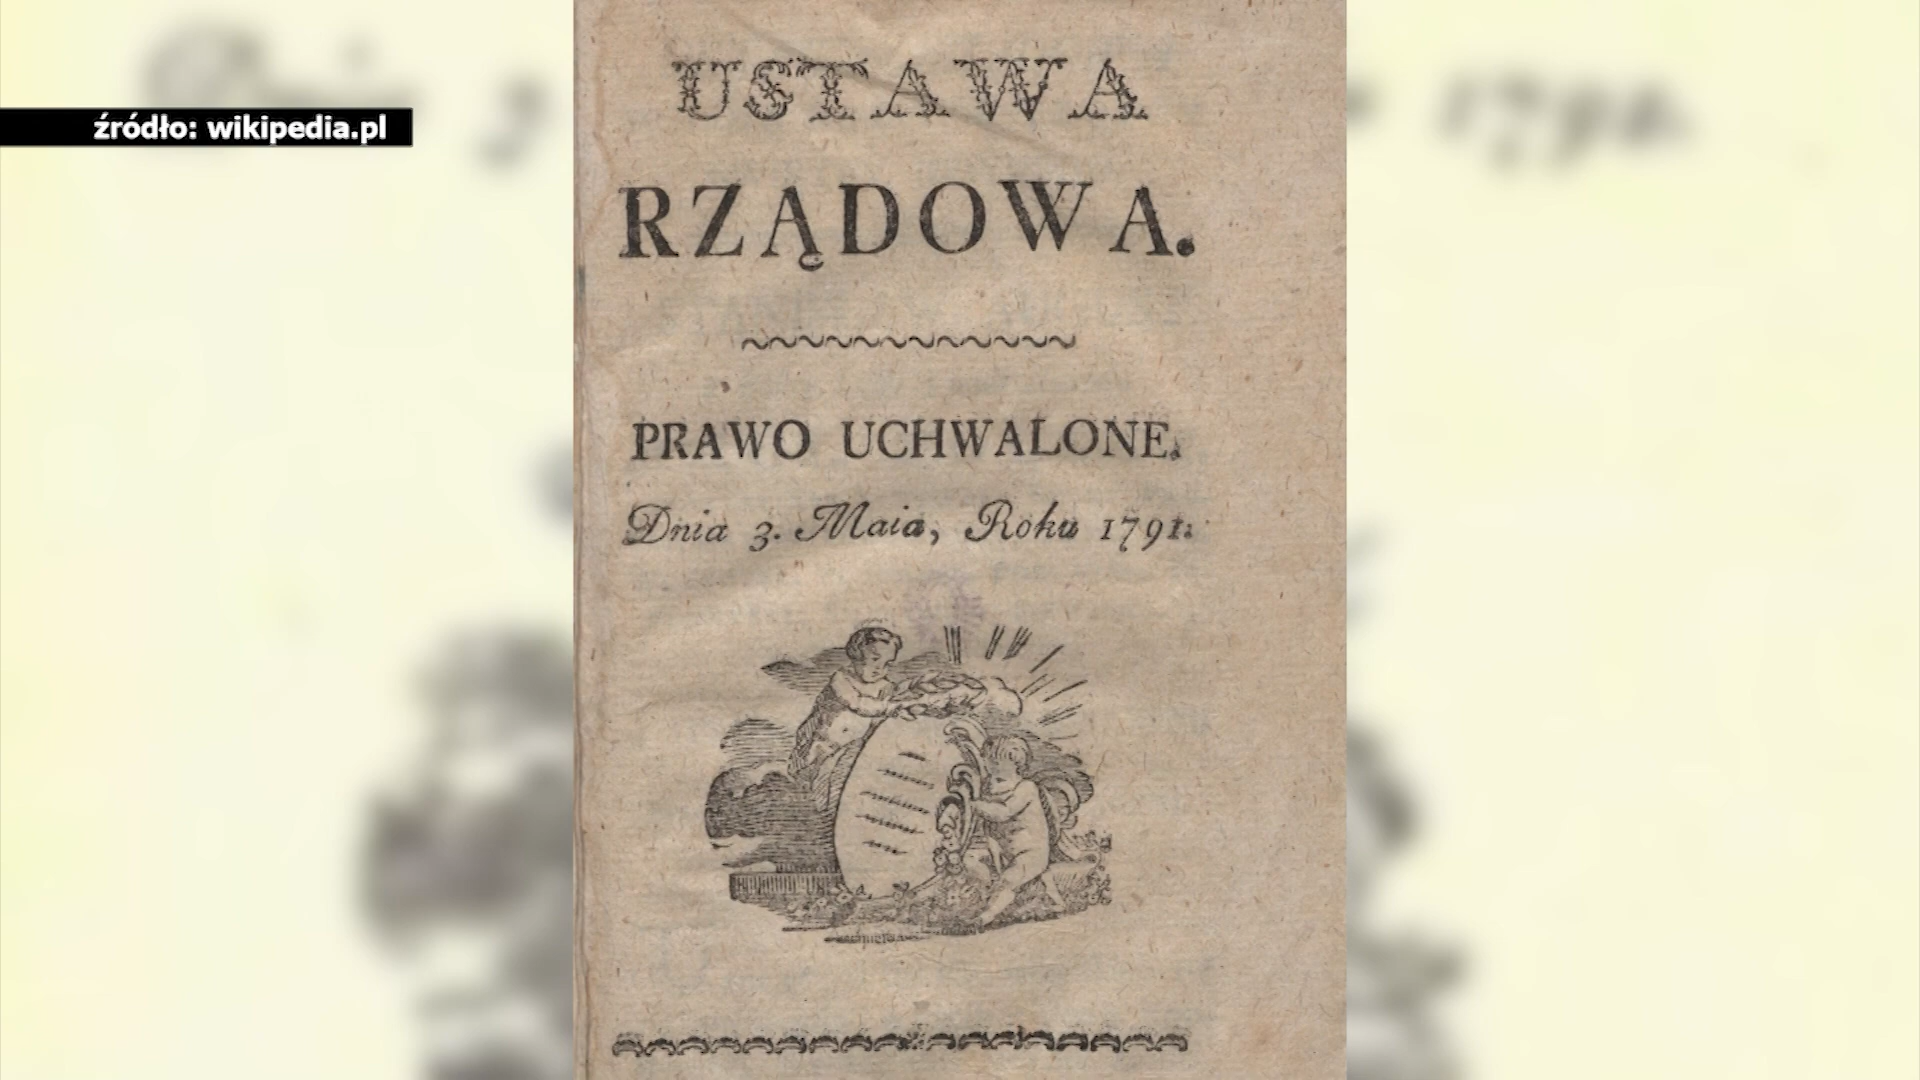 źródło: wikipedia.pl
USTAWA
RZĄDOWA.
PRAWO UCHWALONE.
Dnia 3. Maia, Roku 1791.